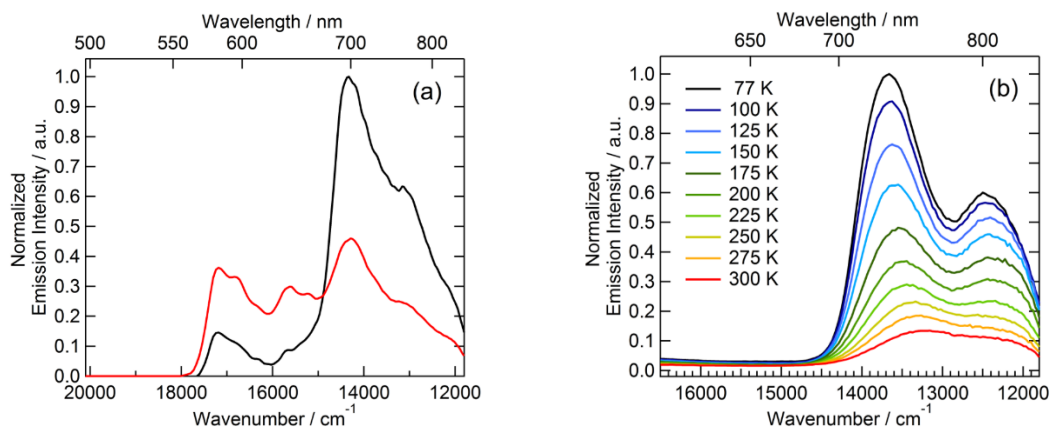 Wavelength / nm
500 550 600 700 800
Normalized
Emission Intensity / a.u.
1.0
0.9
0.8
0.7
0.6
0.5
0.4
0.3
0.2
0.1
0.0
(a)
20000 18000 16000 14000 12000
Wavenumber / cm⁻¹
Wavelength / nm
650 700 800
Normalized
Emission Intensity / a.u.
1.0
0.9
0.8
0.7
0.6
0.5
0.4
0.3
0.2
0.1
0.0
(b)
77 K
100 K
125 K
150 K
175 K
200 K
225 K
250 K
275 K
300 K
16000 15000 14000 13000 12000
Wavenumber / cm⁻¹